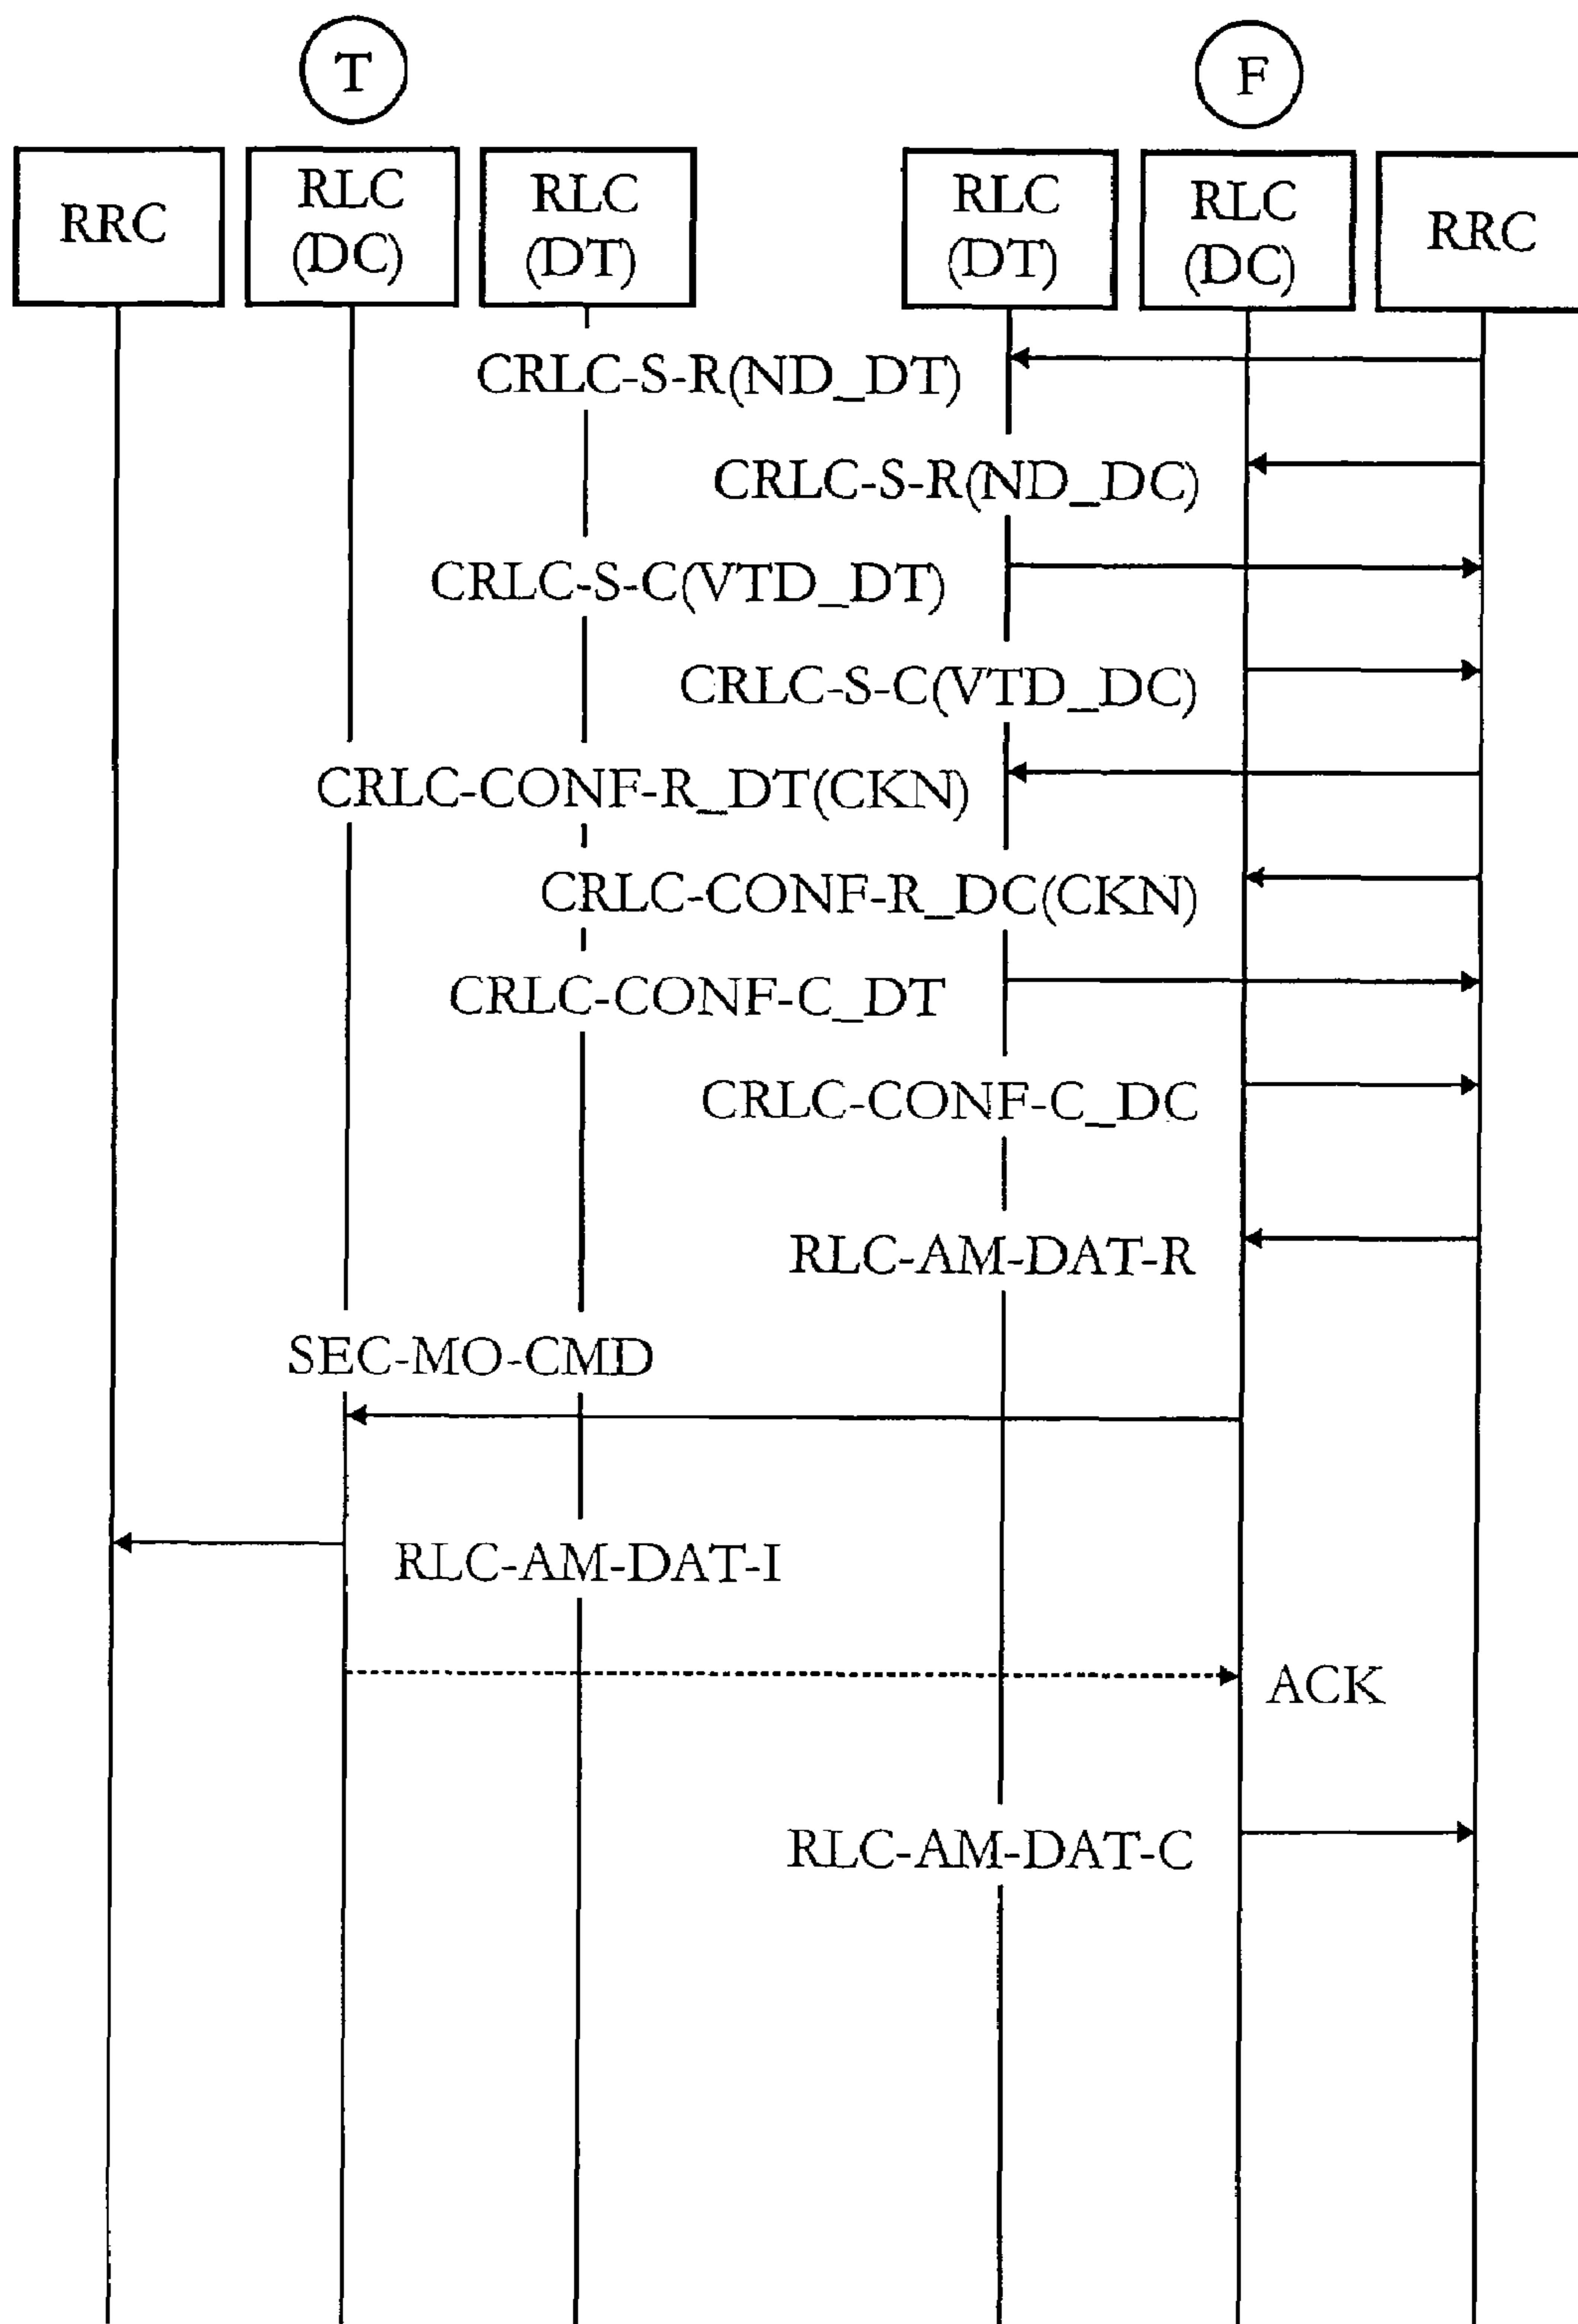 T
F
RRC
RLC
(DC)
RLC
(DT)
RLC
(DT)
RLC
(DC)
RRC
CRLC-S-R(ND_DT)
CRLC-S-R(ND_DC)
CRLC-S-C(VTD_DT)
CRLC-S-C(VTD_DC)
CRLC-CONF-R_DT(CKN)
CRLC-CONF-R_DC(CKN)
CRLC-CONF-C_DT
CRLC-CONF-C_DC
RLC-AM-DAT-R
SEC-MO-CMD
RLC-AM-DAT-I
ACK
RLC-AM-DAT-C